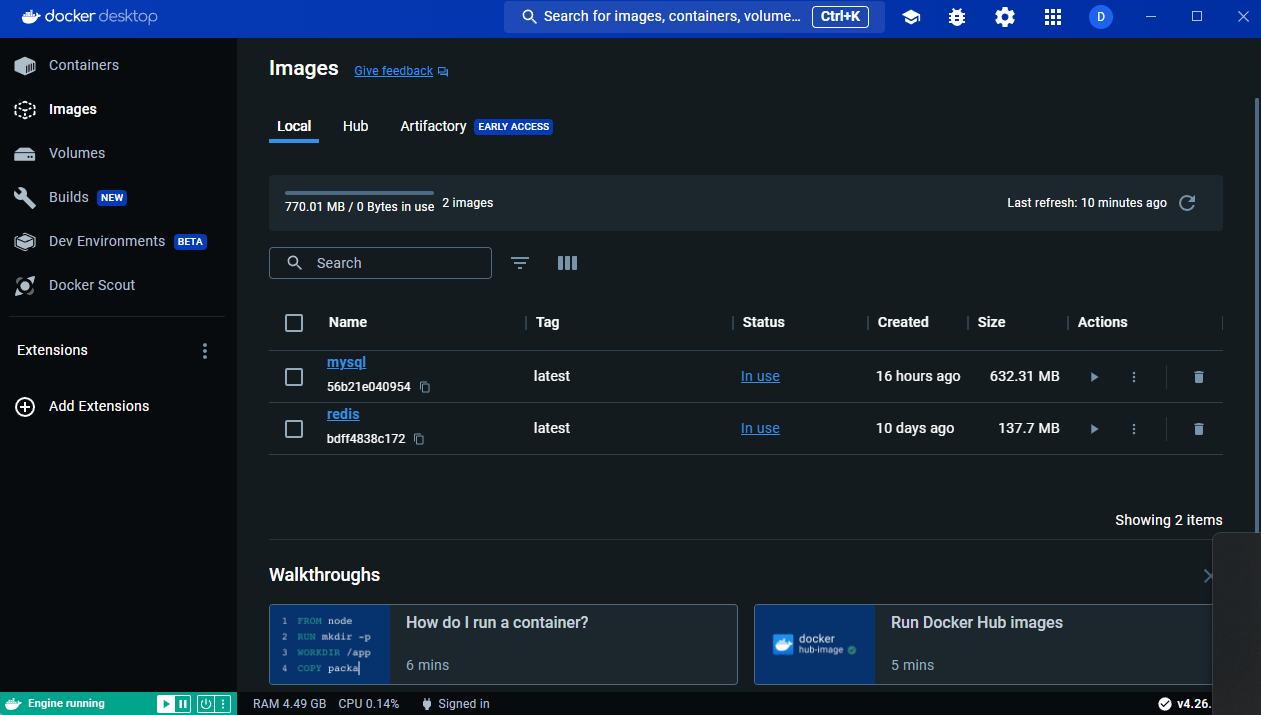 docker desktop
Search for images, containers, volume...
Ctrl+K
D
Containers
Images
Volumes
Builds NEW
Dev Environments BETA
Docker Scout
Extensions
Add Extensions
Images Give feedback
Local Hub Artifactory EARLY ACCESS
770.01 MB / 0 Bytes in use 2 images Last refresh: 10 minutes ago
Search
Name Tag Status Created Size Actions
mysql
56b21e040954
latest In use 16 hours ago 632.31 MB
redis
bdff4838c172
latest In use 10 days ago 137.7 MB
Showing 2 items
Walkthroughs
1 FROM node
2 RUN mkdir -p
3 WORKDIR /app
4 COPY packa
How do I run a container?
6 mins
docker
hub-image
Run Docker Hub images
5 mins
Engine running RAM 4.49 GB CPU 0.14% Signed in v4.26.